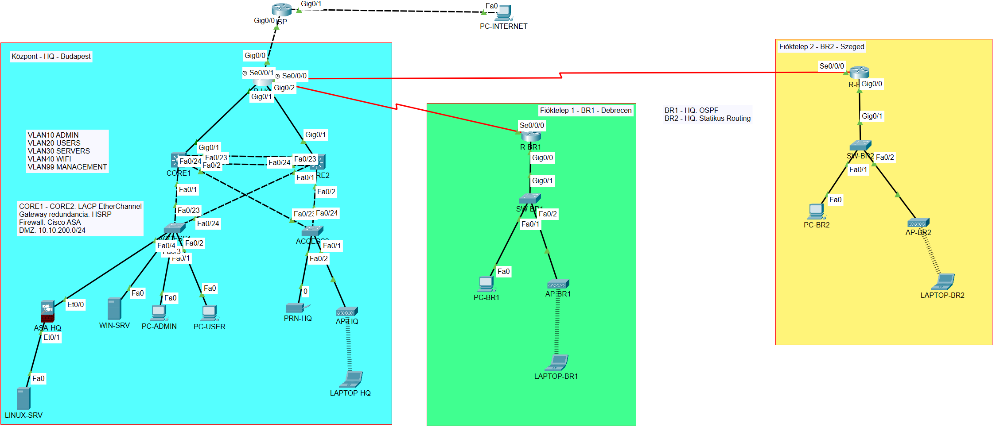 Gig0/1
Fa0
Gig0/0
SP
PC-INTERNET
Központ - HQ - Budapest
Gig0/0
Se0/0/1
Se0/0/0
Gig0/2
Gig0/1
VLAN10 ADMIN
VLAN20 USERS
VLAN30 SERVERS
VLAN40 WIFI
VLAN99 MANAGEMENT
Gig0/1
Gig0/1
Fa0/23
Fa0/24
Fa0/2
Fa0/24
Fa0/23
CORE1
RE2
Fa0/1
Fa0/1
Fa0/2
CORE1 - CORE2: LACP EtherChannel
Gateway redundancia: HSRP
Firewall: Cisco ASA
DMZ: 10.10.200.0/24
Fa0/23
Fa0/24
Fa0/23
Fa0/24
ACCESS1
Fa0/4
Fa0/2
Fa0/3
Fa0/1
Fa0/1
Fa0/2
Et0/0
Fa0
Fa0
Fa0
0
ASA-HQ
WIN-SRV
PC-ADMIN
PC-USER
PRN-HQ
AP-HQ
Et0/1
Fa0
LAPTOP-HQ
LINUX-SRV
Fióktelep 1 - BR1 - Debrecen
Se0/0/0
R-BR1
Gig0/0
Gig0/1
SW-BR1
Fa0/2
Fa0/1
Fa0
PC-BR1
AP-BR1
LAPTOP-BR1
BR1 - HQ: OSPF
BR2 - HQ: Statikus Routing
Fióktelep 2 - BR2 - Szeged
Se0/0/0
Gig0/0
Gig0/1
SW-BR2
Fa0/2
Fa0/1
Fa0
PC-BR2
AP-BR2
LAPTOP-BR2